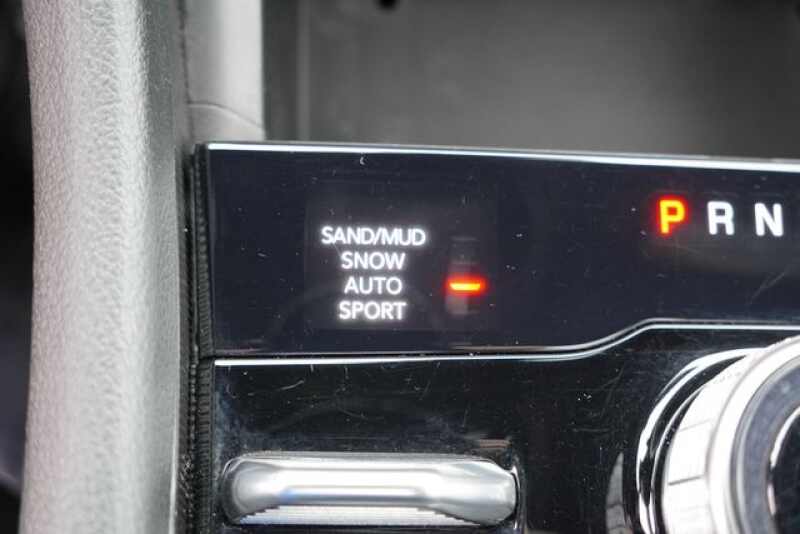 SAND/MUD
SNOW
AUTO
SPORT
P R N